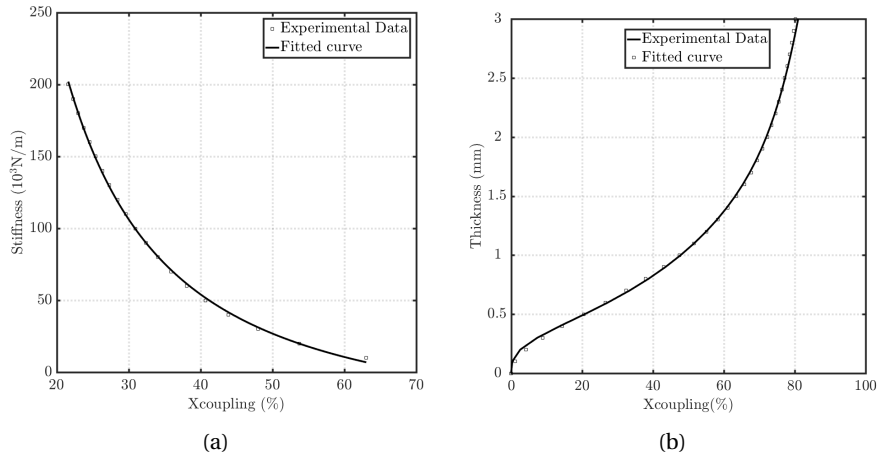 250
200
150
100
50
0
Stiffness (10³N/m)
Experimental Data
Fitted curve
20 30 40 50 60 70
Xcoupling (%)
(a)
3
2.5
2
1.5
1
0.5
0
Thickness (mm)
Experimental Data
Fitted curve
0 20 40 60 80 100
Xcoupling(%)
(b)